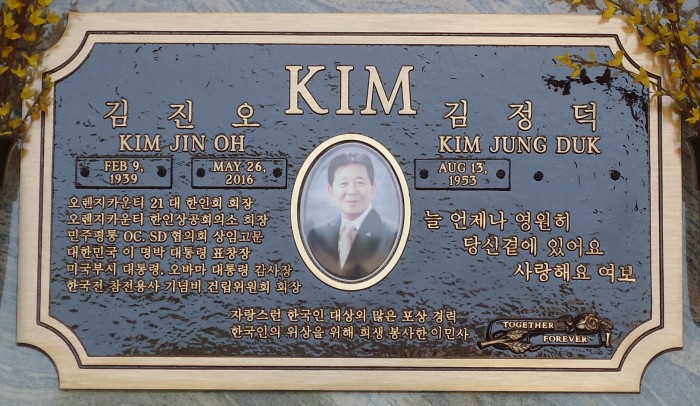 KIM
김 진 오
KIM JIN OH
FEB 9, 1939
MAY 26, 2016
김 정 덕
KIM JUNG DUK
AUG 13, 1953
오렌지카운티 21 대 한인회 회장
오렌지카운티 한인상공회의소 회장
민주평통 OC, SD 협의회 상임고문
대한민국 이 명박 대통령 표창장
미국부시 대통령, 오바마 대통령 감사장
한국전 참전용사 기념비 건립위원회 회장
늘 언제나 영원히
당신곁에 있어요
사랑해요 여보
자랑스런 한국인 대상외 많은 포상 경력
한국인의 위상을 위해 희생 봉사한 이민사
TOGETHER
FOREVER